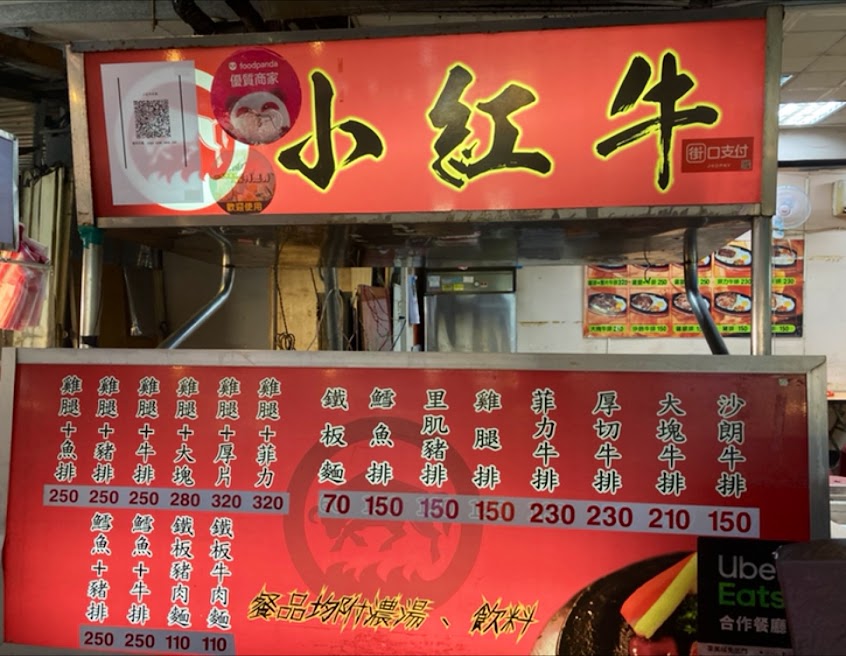 foodpanda
優質商家
小紅牛
街口支付
JKOPAY
歡迎使用
沙朗牛排 150
大塊牛排 210
厚切牛排 230
菲力牛排 230
雞腿排 150
里肌豬排 150
鱈魚排 150
鐵板麵 70
雞腿+菲力 320
雞腿+厚片 320
雞腿+大塊 280
雞腿+牛排 250
雞腿+豬排 250
雞腿+魚排 250
鐵板牛肉麵 110
鐵板豬肉麵 110
鱈魚+牛排 250
鱈魚+豬排 250
餐品均附濃湯、飲料
Uber
Eats
合作餐廳